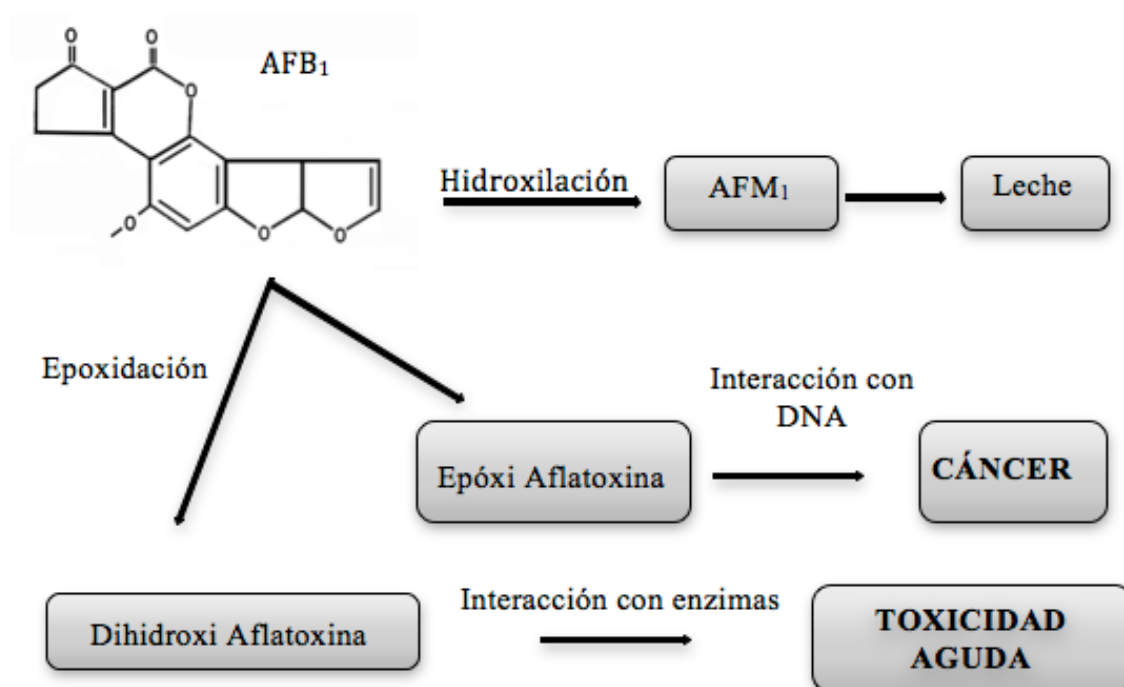 O
O
AFB₁
O
O
O
O
Hidroxilación
AFM₁
Leche
Epoxidación
Interacción con
DNA
Epóxi Aflatoxina
CÁNCER
Dihidroxi Aflatoxina
Interacción con enzimas
TOXICIDAD
AGUDA